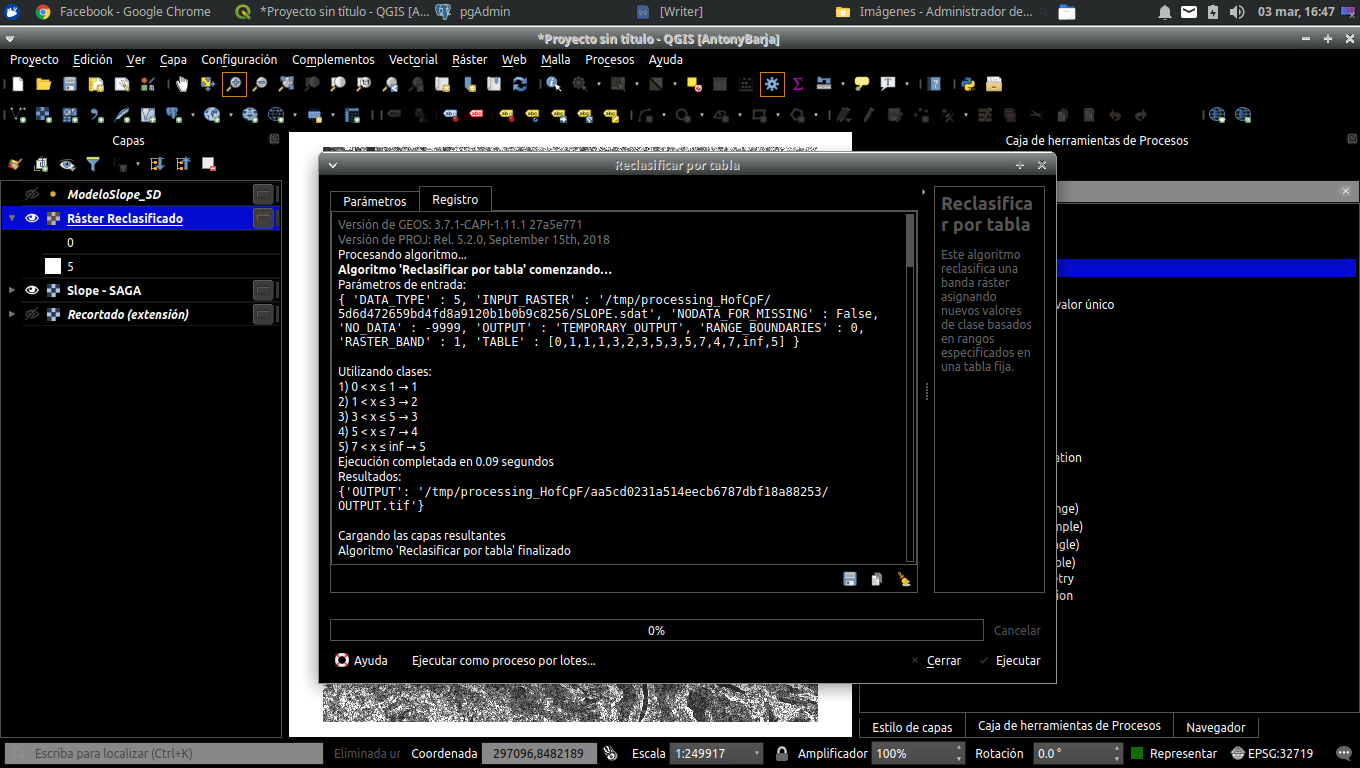 Facebook - Google Chrome
*Proyecto sin título - QGIS [A...
pgAdmin
[Writer]
Imágenes - Administrador de...
03 mar, 16:47
*Proyecto sin título - QGIS [AntonyBarja]
Proyecto Edición Ver Capa Configuración Complementos Vectorial Ráster Web Malla Procesos Ayuda
Capas
ModeloSlope_SD
Ráster Reclasificado
0
5
Slope - SAGA
Recortado (extensión)
Reclasificar por tabla
Parámetros
Registro
Versión de GEOS: 3.7.1-CAPI-1.11.1 27a5e771
Versión de PROJ: Rel. 5.2.0, September 15th, 2018
Procesando algoritmo...
Algoritmo 'Reclasificar por tabla' comenzando...
Parámetros de entrada:
{ 'DATA_TYPE' : 5, 'INPUT_RASTER' : '/tmp/processing_HofCpF/
5d6d472659bd4fd8a9120b1b0b9c8256/SLOPE.sdat', 'NODATA_FOR_MISSING' : False,
'NO_DATA' : -9999, 'OUTPUT' : 'TEMPORARY_OUTPUT', 'RANGE_BOUNDARIES' : 0,
'RASTER_BAND' : 1, 'TABLE' : [0,1,1,1,3,2,3,5,3,5,7,4,7,inf,5] }
Utilizando clases:
1) 0 < x ≤ 1 → 1
2) 1 < x ≤ 3 → 2
3) 3 < x ≤ 5 → 3
4) 5 < x ≤ 7 → 4
5) 7 < x ≤ inf → 5
Ejecución completada en 0.09 segundos
Resultados:
{'OUTPUT': '/tmp/processing_HofCpF/aa5cd0231a514eecb6787dbf18a88253/
OUTPUT.tif'}
Cargando las capas resultantes
Algoritmo 'Reclasificar por tabla' finalizado
Reclasifica
r por tabla
Este algoritmo
reclasifica una
banda ráster
asignando
nuevos valores
de clase basados
en rangos
especificados en
una tabla fija.
0%
Cancelar
Ayuda
Ejecutar como proceso por lotes...
Cerrar
Ejecutar
Caja de herramientas de Procesos
valor único
ation
nge)
mple)
ngle)
ole)
etry
ion
Estilo de capas
Caja de herramientas de Procesos
Navegador
Escriba para localizar (Ctrl+K)
Eliminada ur
Coordenada 297096,8482189
Escala 1:249917
Amplificador 100%
Rotación 0.0 °
Representar
EPSG:32719